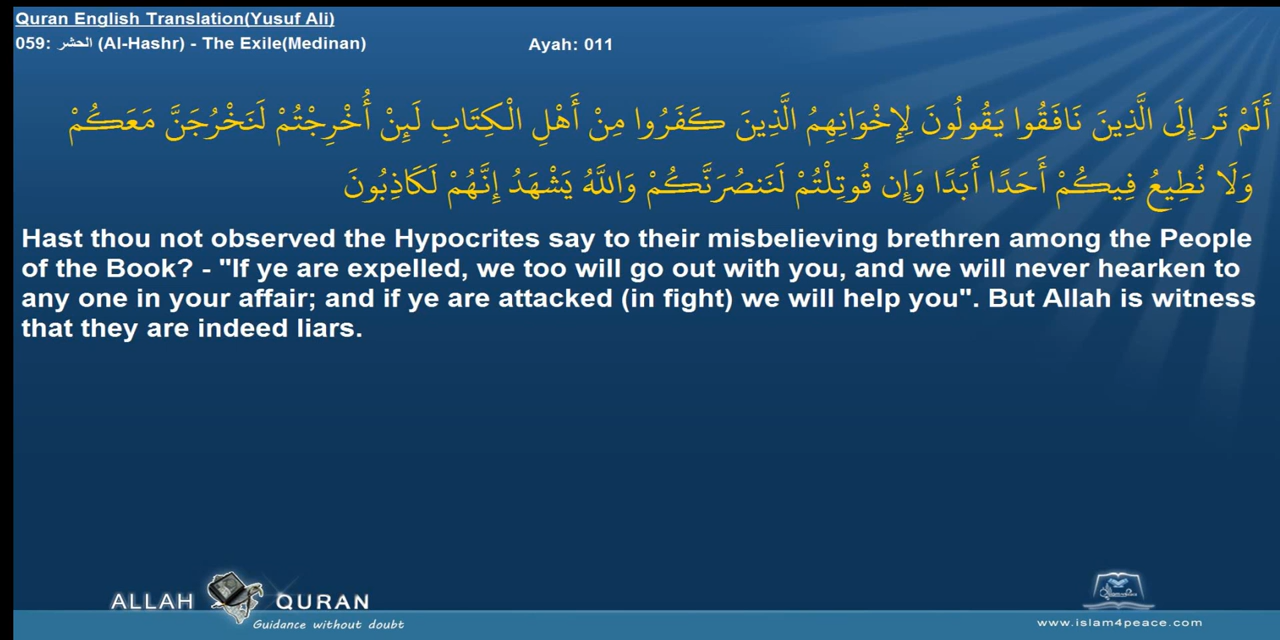 Quran English Translation(Yusuf Ali)
059: الحشر (Al-Hashr) - The Exile(Medinan)
Ayah: 011
أَلَمْ تَر إِلَى الَّذِينَ نَافَقُوا يَقُولُونَ لِإِخْوَانِهِمُ الَّذِينَ كَفَرُوا مِنْ أَهْلِ الْكِتَابِ لَئِنْ أُخْرِجْتُمْ لَنَخْرُجَنَّ مَعَكُمْ
وَلَا نُطِيعُ فِيكُمْ أَحَدًا أَبَدًا وَإِن قُوتِلْتُمْ لَنَنصُرَنَّكُمْ وَاللَّهُ يَشْهَدُ إِنَّهُمْ لَكَاذِبُونَ
Hast thou not observed the Hypocrites say to their misbelieving brethren among the People
of the Book? - "If ye are expelled, we too will go out with you, and we will never hearken to
any one in your affair; and if ye are attacked (in fight) we will help you". But Allah is witness
that they are indeed liars.
ALLAH QURAN
Guidance without doubt
www.islam4peace.com